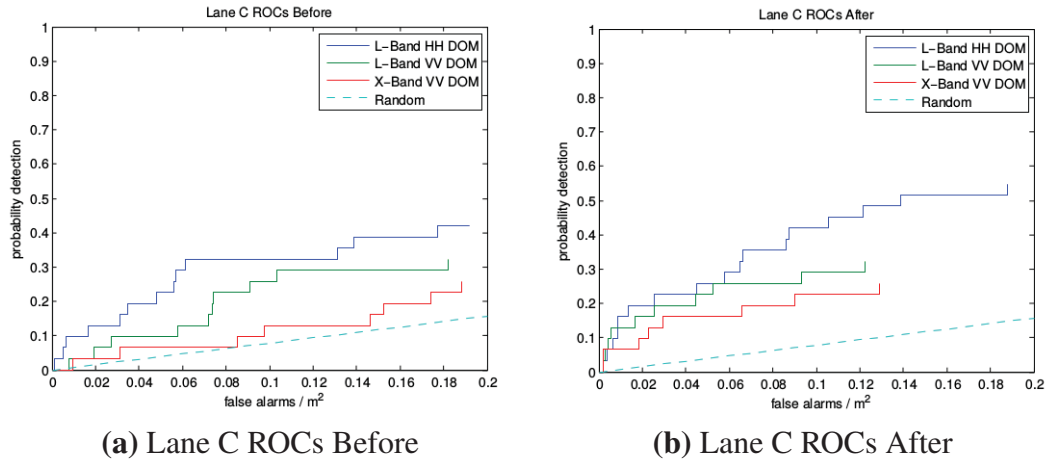 Lane C ROCs Before
L-Band HH DOM
L-Band VV DOM
X-Band VV DOM
Random
probability detection
1
0.9
0.8
0.7
0.6
0.5
0.4
0.3
0.2
0.1
0
0 0.02 0.04 0.06 0.08 0.1 0.12 0.14 0.16 0.18 0.2
false alarms / m²
(a) Lane C ROCs Before
Lane C ROCs After
L-Band HH DOM
L-Band VV DOM
X-Band VV DOM
Random
probability detection
1
0.9
0.8
0.7
0.6
0.5
0.4
0.3
0.2
0.1
0
0 0.02 0.04 0.06 0.08 0.1 0.12 0.14 0.16 0.18 0.2
false alarms / m²
(b) Lane C ROCs After